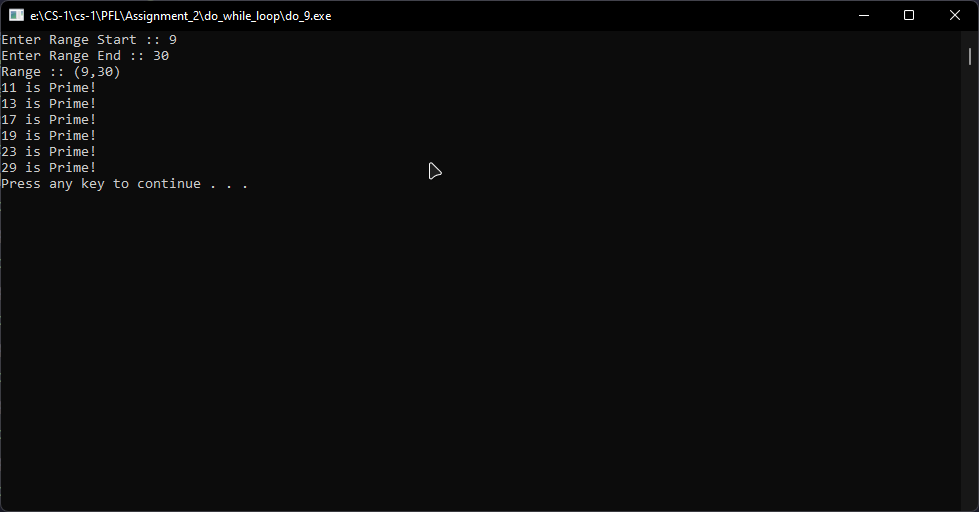 e:\CS-1\cs-1\PFL\Assignment_2\do_while_loop\do_9.exe
Enter Range Start :: 9
Enter Range End :: 30
Range :: (9,30)
11 is Prime!
13 is Prime!
17 is Prime!
19 is Prime!
23 is Prime!
29 is Prime!
Press any key to continue . . .